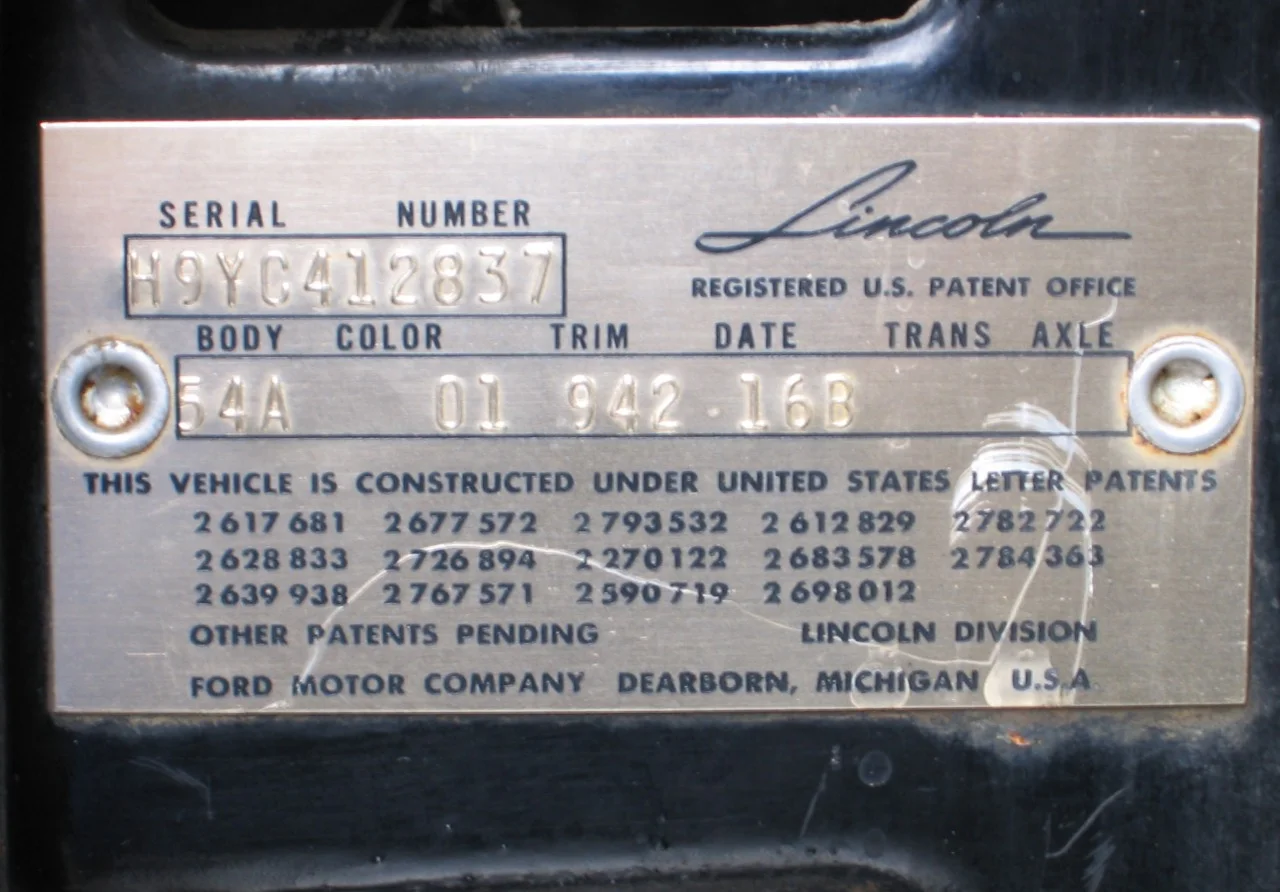 SERIAL NUMBER
Lincoln
H9YC412837
REGISTERED U.S. PATENT OFFICE
BODY COLOR TRIM DATE TRANS AXLE
54A 01 942 16B
THIS VEHICLE IS CONSTRUCTED UNDER UNITED STATES LETTER PATENTS
2617681 2677572 2793532 2612829 2782722
2628833 2726894 2270122 2683578 2784363
2639938 2767571 2590719 2698012
OTHER PATENTS PENDING LINCOLN DIVISION
FORD MOTOR COMPANY DEARBORN, MICHIGAN U.S.A.